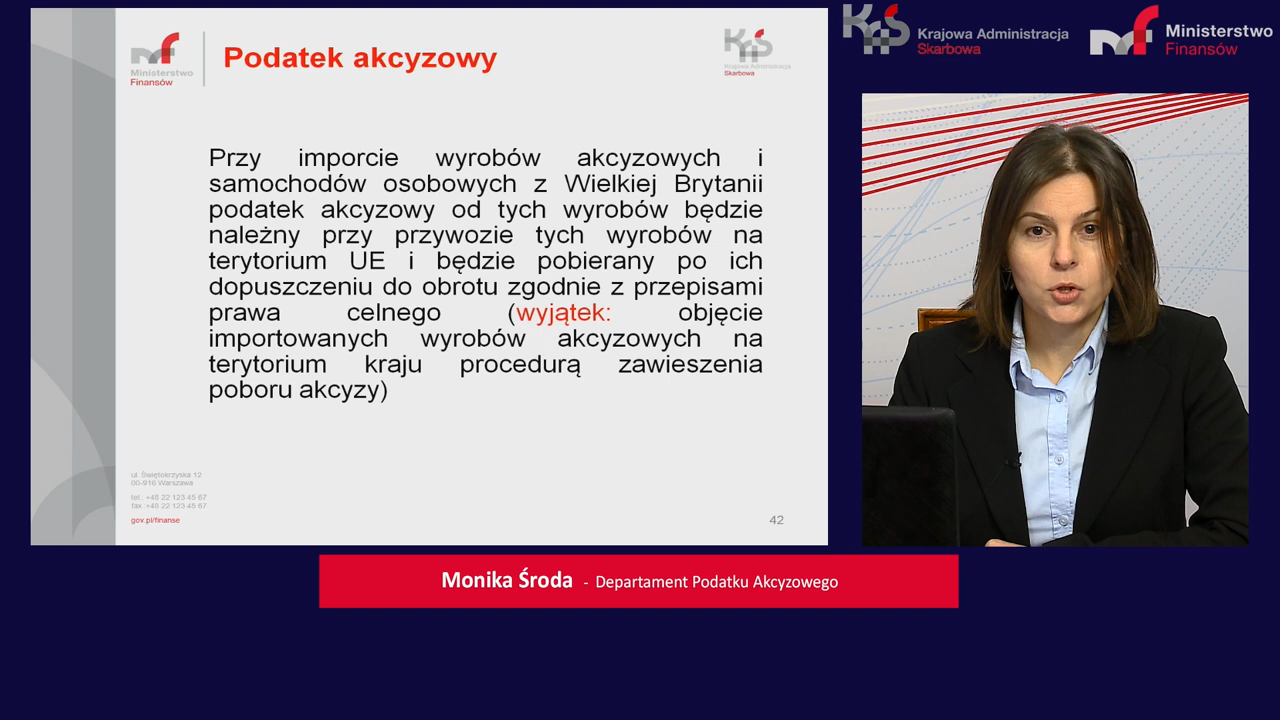 Ministerstwo
Finansów
Podatek akcyzowy
Krajowa Administracja
Skarbowa
Przy imporcie wyrobów akcyzowych i
samochodów osobowych z Wielkiej Brytanii
podatek akcyzowy od tych wyrobów będzie
należny przy przywozie tych wyrobów na
terytorium UE i będzie pobierany po ich
dopuszczeniu do obrotu zgodnie z przepisami
prawa celnego (wyjątek: objęcie
importowanych wyrobów akcyzowych na
terytorium kraju procedurą zawieszenia
poboru akcyzy)
ul. Świętokrzyska 12
00-916 Warszawa
tel.: +48 22 123 45 67
fax :+48 22 123 45 67
gov.pl/finanse
42
KAS
Krajowa Administracja
Skarbowa
mf
Ministerstwo
Finansów
Monika Środa - Departament Podatku Akcyzowego